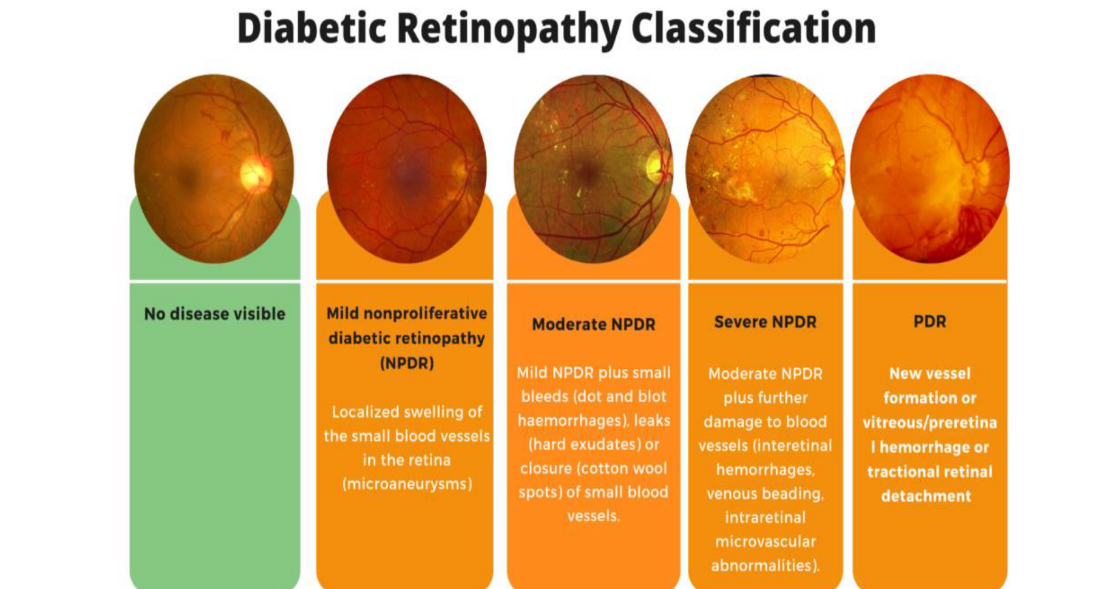 Diabetic Retinopathy Classification
No disease visible
Mild nonproliferative
diabetic retinopathy
(NPDR)
Localized swelling of
the small blood vessels
in the retina
(microaneurysms)
Moderate NPDR
Mild NPDR plus small
bleeds (dot and blot
haemorrhages), leaks
(hard exudates) or
closure (cotton wool
spots) of small blood
vessels.
Severe NPDR
Moderate NPDR
plus further
damage to blood
vessels (interetinal
hemorrhages,
venous beading,
intraretinal
microvascular
abnormalities).
PDR
New vessel
formation or
vitreous/preretina
l hemorrhage or
tractional retinal
detachment